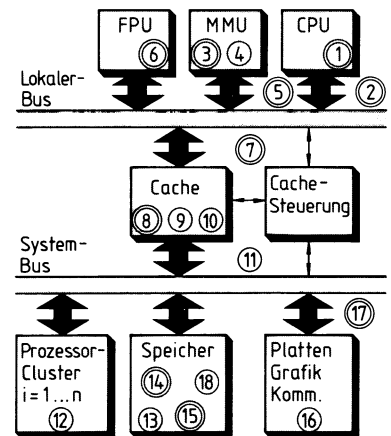 FPU MMU CPU
6 3 4 1
Lokaler-
Bus
5 2
7
Cache
8 9 10
Cache-
Steuerung
System-
Bus
11
17
Prozessor-
Cluster
i=1...n
12
Speicher
14 18
13 15
Platten
Grafik
Komm.
16